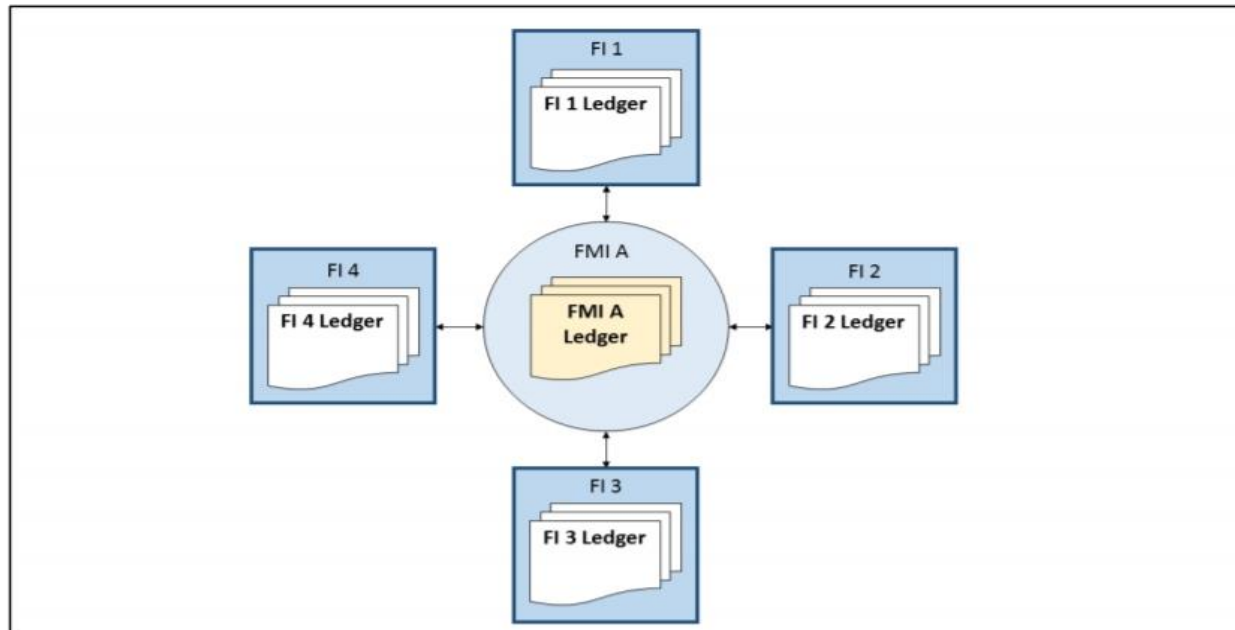 FI 1
FI 1 Ledger
FMI A
FMI A
Ledger
FI 4
FI 4 Ledger
FI 2
FI 2 Ledger
FI 3
FI 3 Ledger